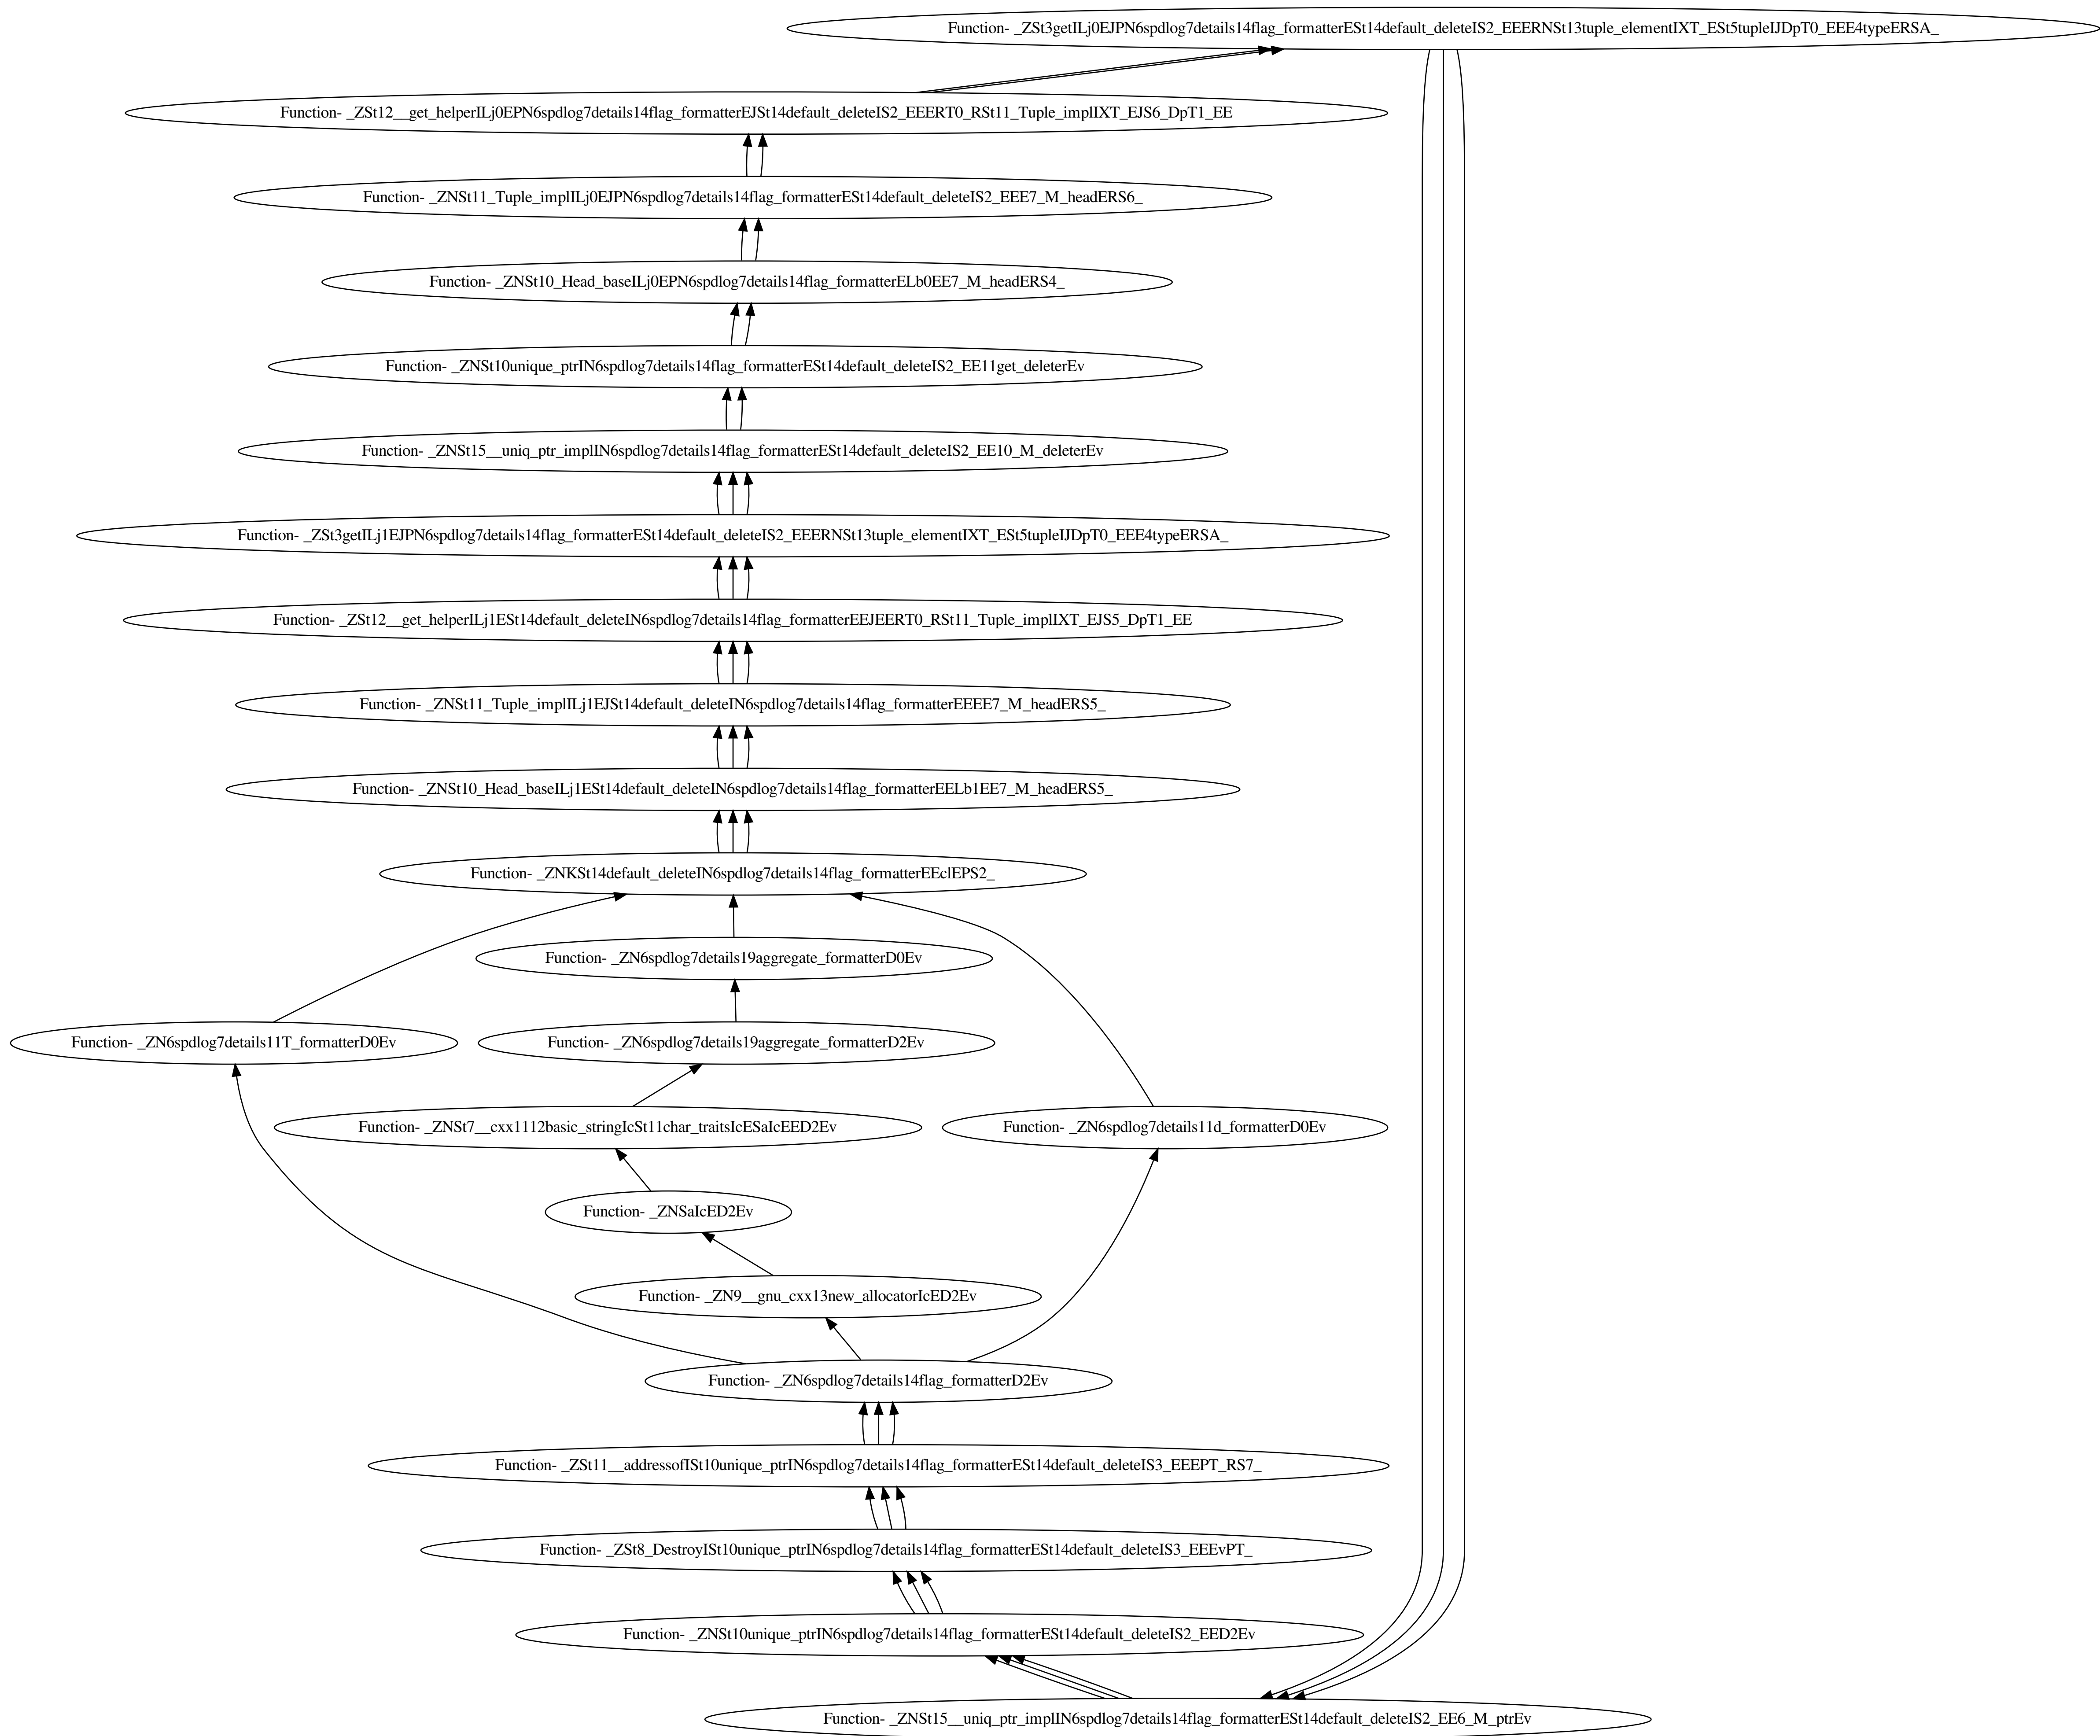 Function- _ZSt3getILj0EJPN6spdlog7details14flag_formatterESt14default_deleteIS2_EEERNSt13tuple_elementIXT_ESt5tupleIJDpT0_EEE4typeERSA_
Function- _ZSt12__get_helperILj0EPN6spdlog7details14flag_formatterEJSt14default_deleteIS2_EEERT0_RSt11_Tuple_implIXT_EJS6_DpT1_EE
Function- _ZNSt11_Tuple_implILj0EJPN6spdlog7details14flag_formatterESt14default_deleteIS2_EEE7_M_headERS6_
Function- _ZNSt10_Head_baseILj0EPN6spdlog7details14flag_formatterELb0EE7_M_headERS4_
Function- _ZNSt10unique_ptrIN6spdlog7details14flag_formatterESt14default_deleteIS2_EE11get_deleterEv
Function- _ZNSt15__uniq_ptr_implIN6spdlog7details14flag_formatterESt14default_deleteIS2_EE10_M_deleterEv
Function- _ZSt3getILj1EJPN6spdlog7details14flag_formatterESt14default_deleteIS2_EEERNSt13tuple_elementIXT_ESt5tupleIJDpT0_EEE4typeERSA_
Function- _ZSt12__get_helperILj1ESt14default_deleteIN6spdlog7details14flag_formatterEEJEERT0_RSt11_Tuple_implIXT_EJS5_DpT1_EE
Function- _ZNSt11_Tuple_implILj1EJSt14default_deleteIN6spdlog7details14flag_formatterEEEE7_M_headERS5_
Function- _ZNSt10_Head_baseILj1ESt14default_deleteIN6spdlog7details14flag_formatterEELb1EE7_M_headERS5_
Function- _ZNKSt14default_deleteIN6spdlog7details14flag_formatterEEclEPS2_
Function- _ZN6spdlog7details19aggregate_formatterD0Ev
Function- _ZN6spdlog7details11T_formatterD0Ev
Function- _ZN6spdlog7details19aggregate_formatterD2Ev
Function- _ZNSt7__cxx1112basic_stringIcSt11char_traitsIcESaIcEED2Ev
Function- _ZN6spdlog7details11d_formatterD0Ev
Function- _ZNSaIcED2Ev
Function- _ZN9__gnu_cxx13new_allocatorIcED2Ev
Function- _ZN6spdlog7details14flag_formatterD2Ev
Function- _ZSt11__addressofISt10unique_ptrIN6spdlog7details14flag_formatterESt14default_deleteIS3_EEEPT_RS7_
Function- _ZSt8_DestroyISt10unique_ptrIN6spdlog7details14flag_formatterESt14default_deleteIS3_EEEvPT_
Function- _ZNSt10unique_ptrIN6spdlog7details14flag_formatterESt14default_deleteIS2_EED2Ev
Function- _ZNSt15__uniq_ptr_implIN6spdlog7details14flag_formatterESt14default_deleteIS2_EE6_M_ptrEv